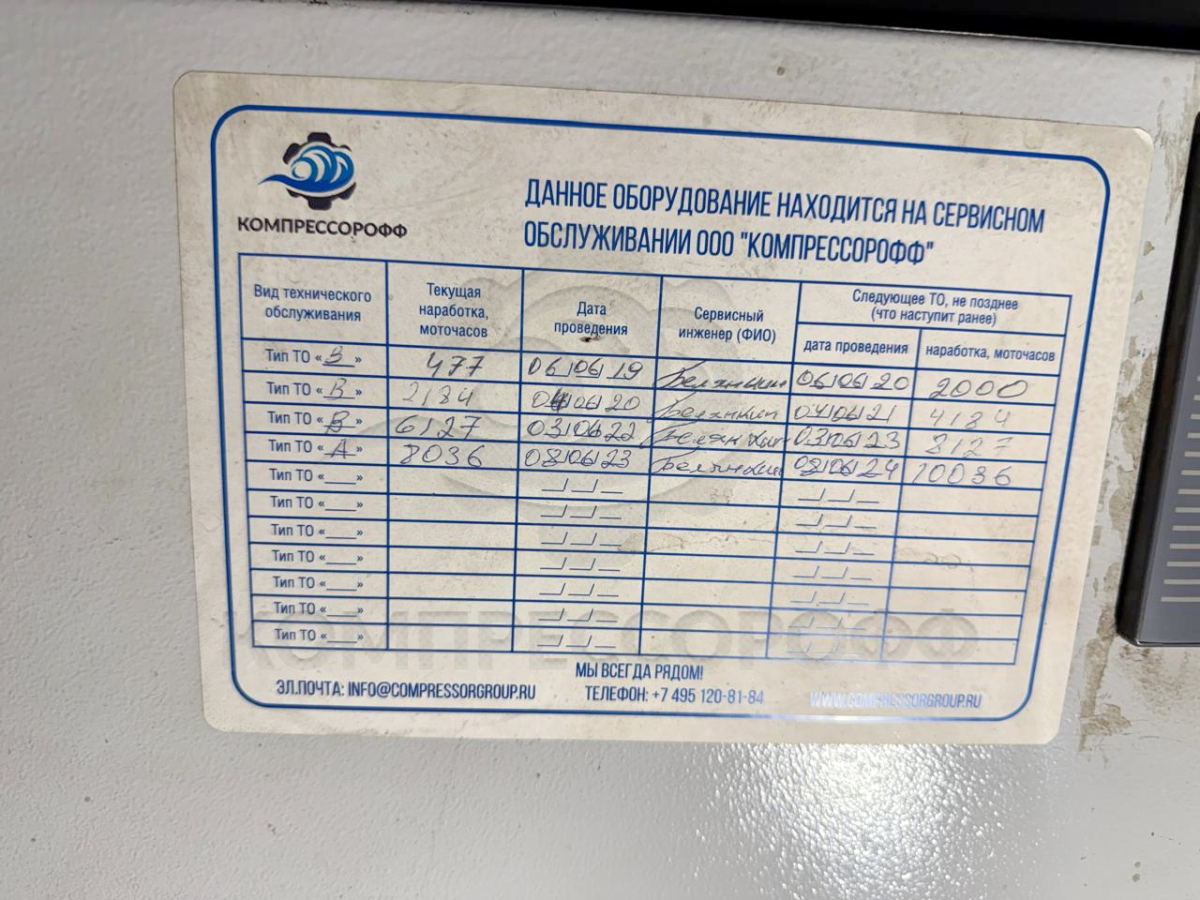 КОМПРЕССОРОФФ
ДАННОЕ ОБОРУДОВАНИЕ НАХОДИТСЯ НА СЕРВИСНОМ
ОБСЛУЖИВАНИИ ООО "КОМПРЕССОРОФФ"
Вид технического обслуживания Текущая наработка, моточасов Дата проведения Сервисный инженер (ФИО) Следующее ТО, не позднее (что наступит ранее)
дата проведения наработка, моточасов
Тип ТО «В» 477 06/06/19 Белянкин 06/06/20 2000
Тип ТО «В» 2184 04/06/20 Белянкин 04/06/21 4184
Тип ТО «В» 6127 03/06/22 Белянкин 03/06/23 8127
Тип ТО «А» 8036 08/06/23 Белянкин 08/06/24 10036
Тип ТО «___» __/__/__ __/__/__
Тип ТО «___» __/__/__ __/__/__
Тип ТО «___» __/__/__ __/__/__
Тип ТО «___» __/__/__ __/__/__
Тип ТО «___» __/__/__ __/__/__
Тип ТО «___» __/__/__ __/__/__
Тип ТО «___» __/__/__ __/__/__
КОМПРЕССОРОФФ
МЫ ВСЕГДА РЯДОМ!
ЭЛ.ПОЧТА: INFO@COMPRESSORGROUP.RU ТЕЛЕФОН: +7 495 120-81-84 WWW.COMPRESSORGROUP.RU